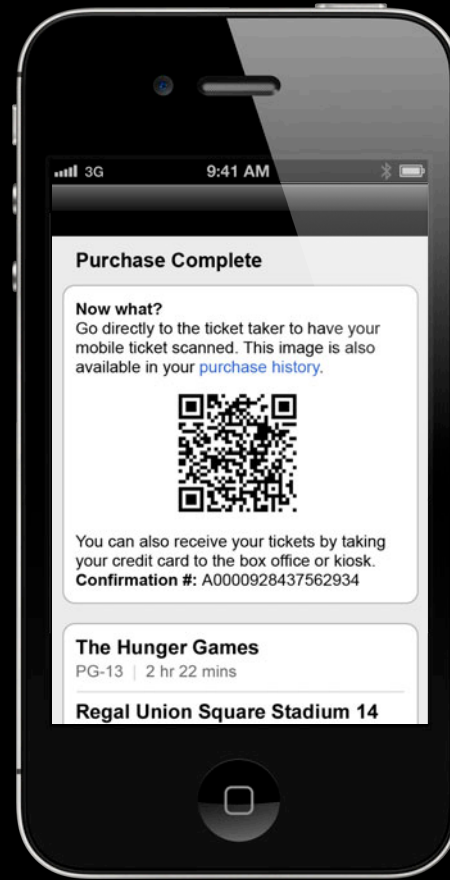 3G 9:41 AM
Purchase Complete
Now what?
Go directly to the ticket taker to have your
mobile ticket scanned. This image is also
available in your purchase history.
You can also receive your tickets by taking
your credit card to the box office or kiosk.
Confirmation #: A0000928437562934
The Hunger Games
PG-13 | 2 hr 22 mins
Regal Union Square Stadium 14